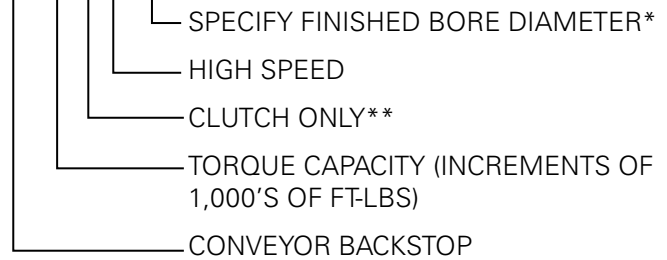 SPECIFY FINISHED BORE DIAMETER*
HIGH SPEED
CLUTCH ONLY**
TORQUE CAPACITY (INCREMENTS OF
1,000'S OF FT-LBS)
CONVEYOR BACKSTOP